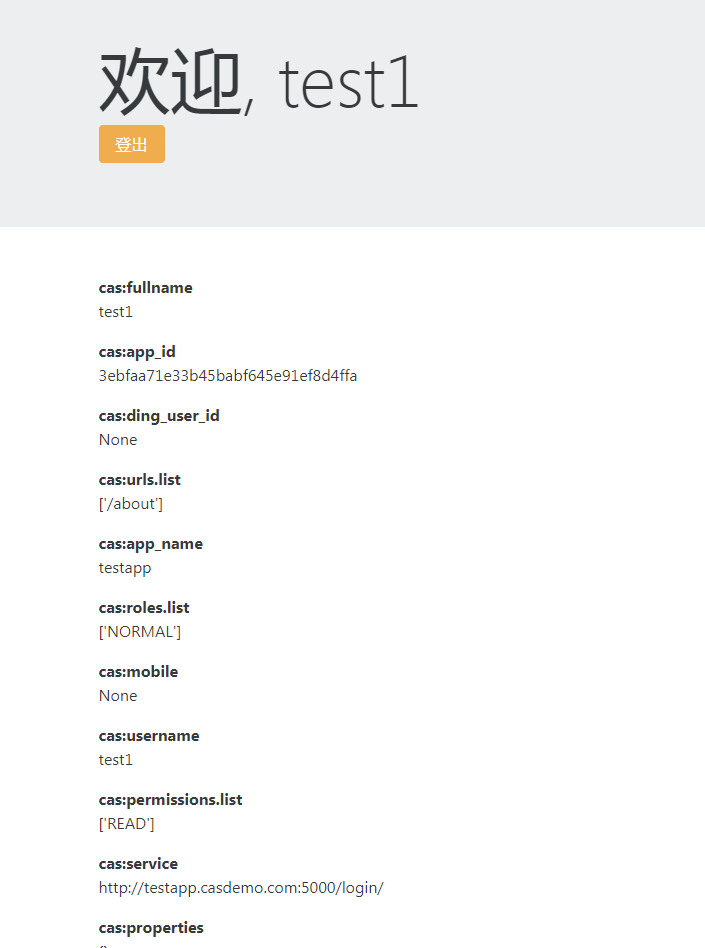 欢迎, test1
登出
cas:fullname
test1
cas:app_id
3ebfaa71e33b45babf645e91ef8d4ffa
cas:ding_user_id
None
cas:urls.list
['/about']
cas:app_name
testapp
cas:roles.list
['NORMAL']
cas:mobile
None
cas:username
test1
cas:permissions.list
['READ']
cas:service
http://testapp.casdemo.com:5000/login/
cas:properties